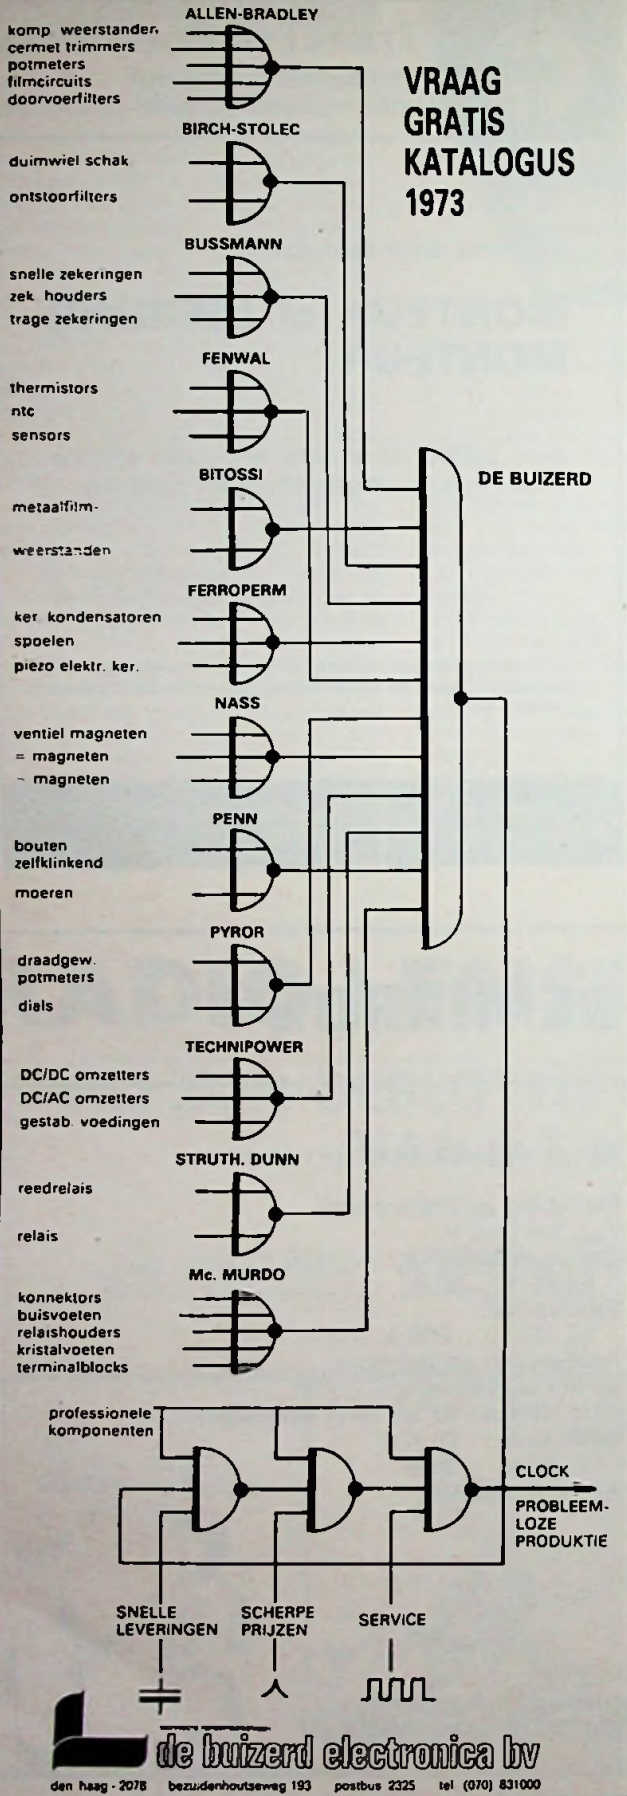 ALLEN-BRADLEY
komp. weerstanden
cermet trimmers
potmeters
filmcircuits
doorvoerfilters
VRAAG
GRATIS
KATALOGUS
1973
BIRCH-STOLEC
duimwiel schak
ontstoorfilters
BUSSMANN
snelle zekeringen
zek. houders
trage zekeringen
FENWAL
thermistors
ntc
sensors
BITOSSI
metaalfilm-
weerstanden
DE BUIZERD
FERROPERM
ker. kondensatoren
spoelen
piezo elektr. ker.
NASS
ventiel magneten
= magneten
~ magneten
PENN
bouten
zelfklinkend
moeren
PYROR
draadgew.
potmeters
dials
TECHNIPOWER
DC/DC omzetters
DC/AC omzetters
gestab. voedingen
STRUTH. DUNN
reedrelais
relais
Mc. MURDO
konnektors
buisvoeten
relaishouders
kristalvoeten
terminalblocks
professionele
komponenten
CLOCK
PROBLEEM-
LOZE
PRODUKTIE
SNELLE
LEVERINGEN
SCHERPE
PRIJZEN
SERVICE
de buizerd electronica bv
den haag - 2078 bezuidenhoutseweg 193 postbus 2325 tel (070) 831000